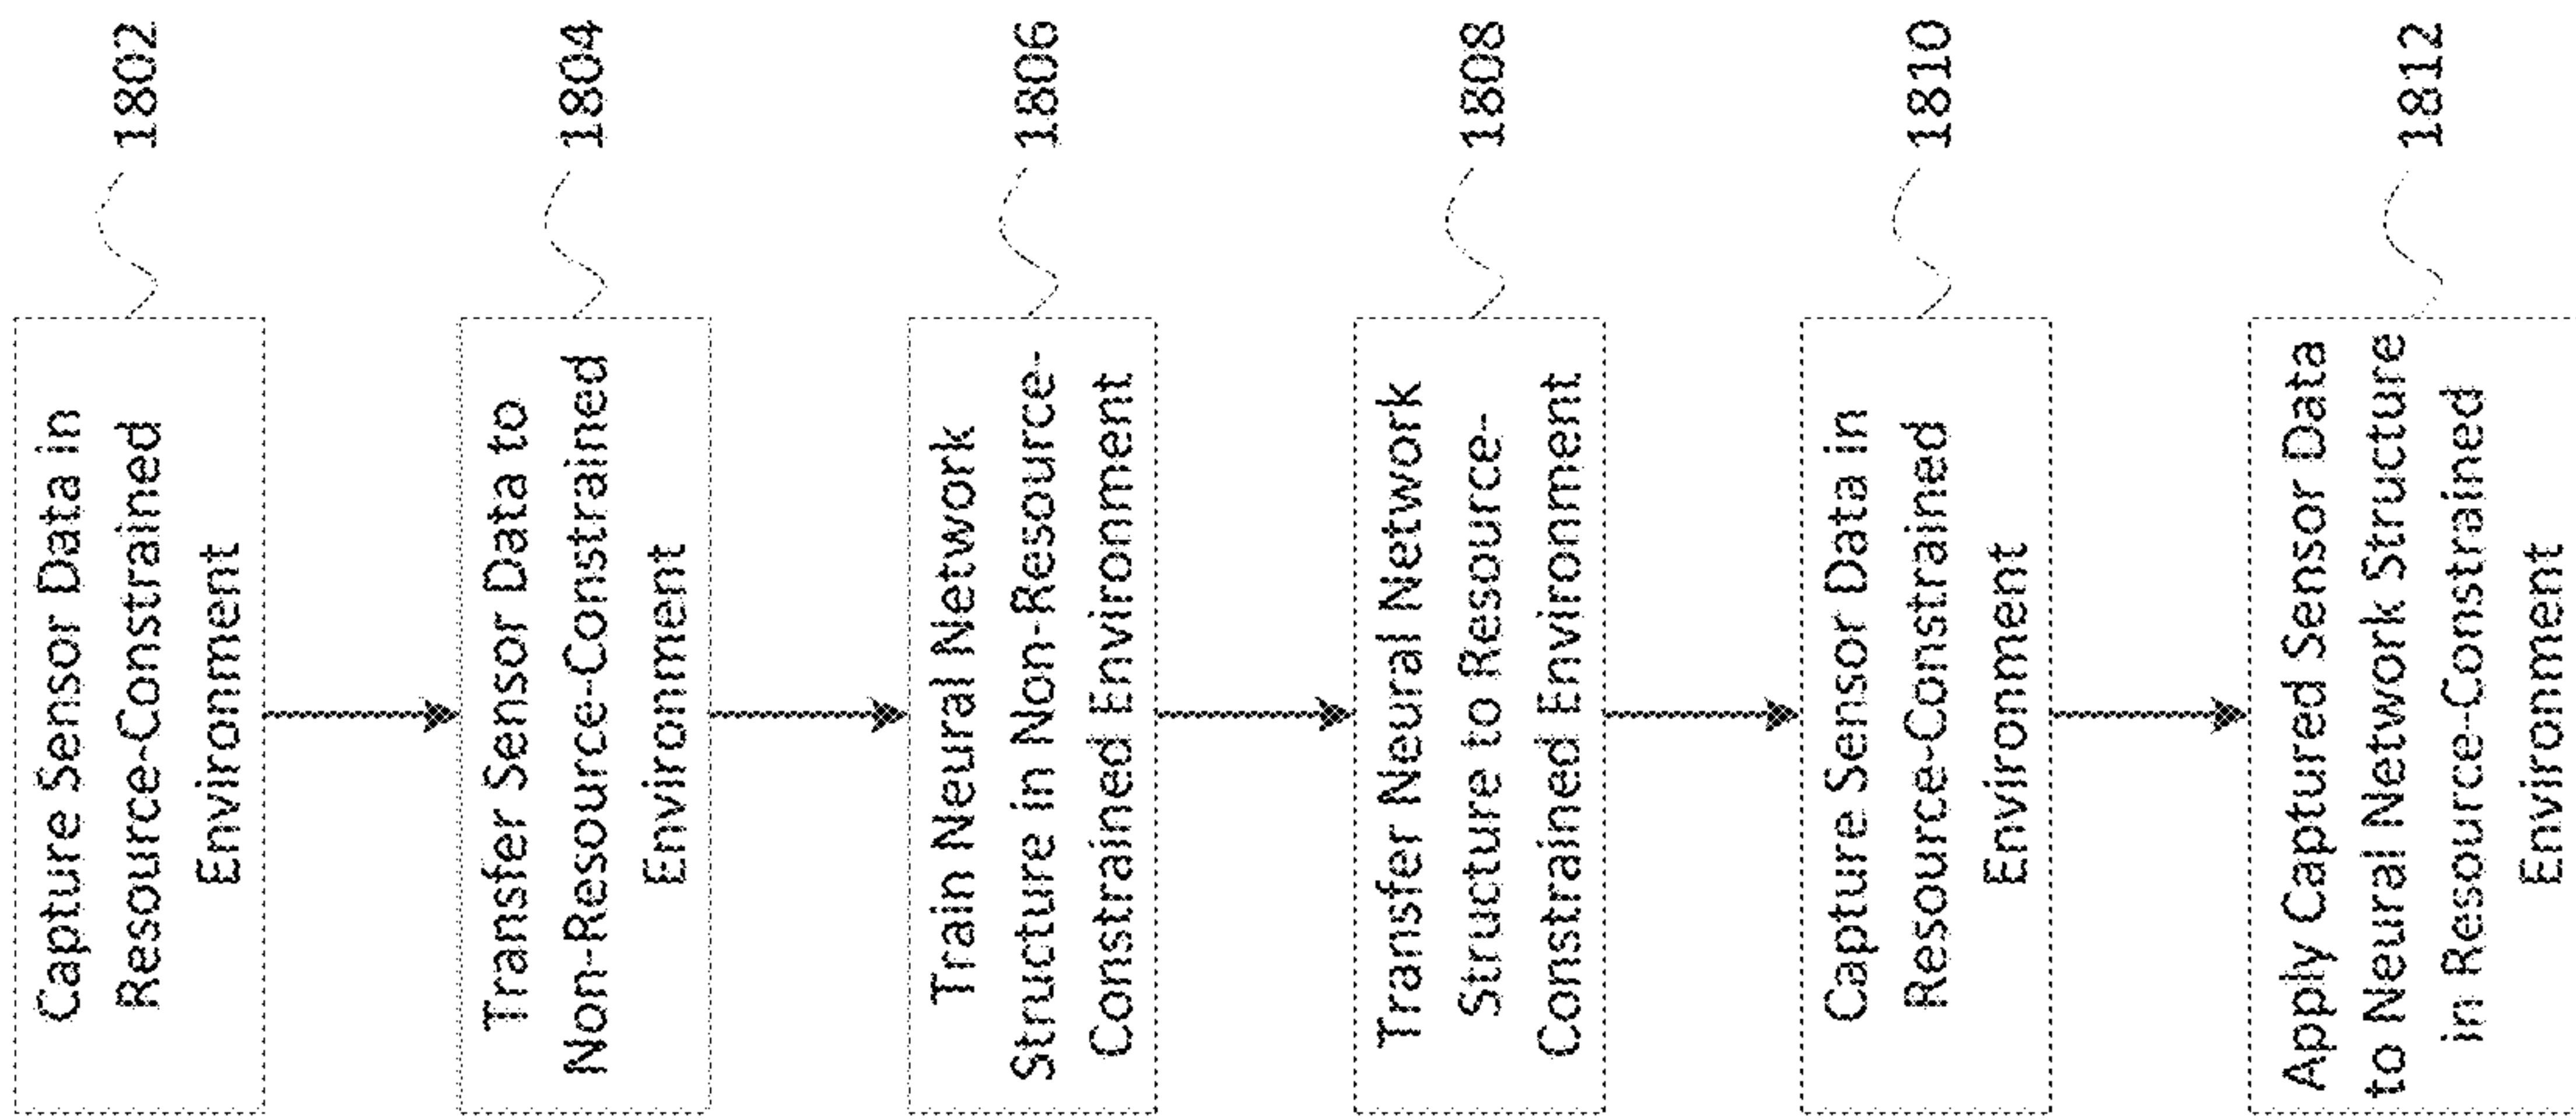 Capture Sensor Data in
Resource-Constrained
Environment
1802
Transfer Sensor Data to
Non-Resource-Constrained
Environment
1804
Train Neural Network
Structure in Non-Resource-
Constrained Environment
1806
Transfer Neural Network
Structure to Resource-
Constrained Environment
1808
Capture Sensor Data in
Resource-Constrained
Environment
1810
Apply Captured Sensor Data
to Neural Network Structure
in Resource-Constrained
Environment
1812